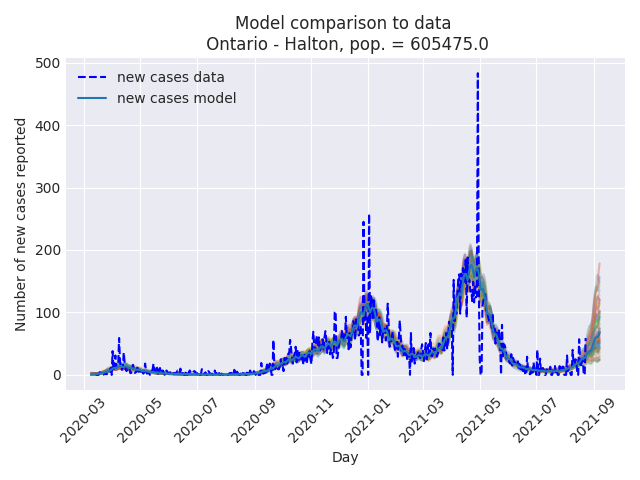 Model comparison to data
Ontario - Halton, pop. = 605475.0
new cases data
new cases model
Number of new cases reported
500
400
300
200
100
0
2020-03
2020-05
2020-07
2020-09
2020-11
2021-01
2021-03
2021-05
2021-07
2021-09
Day